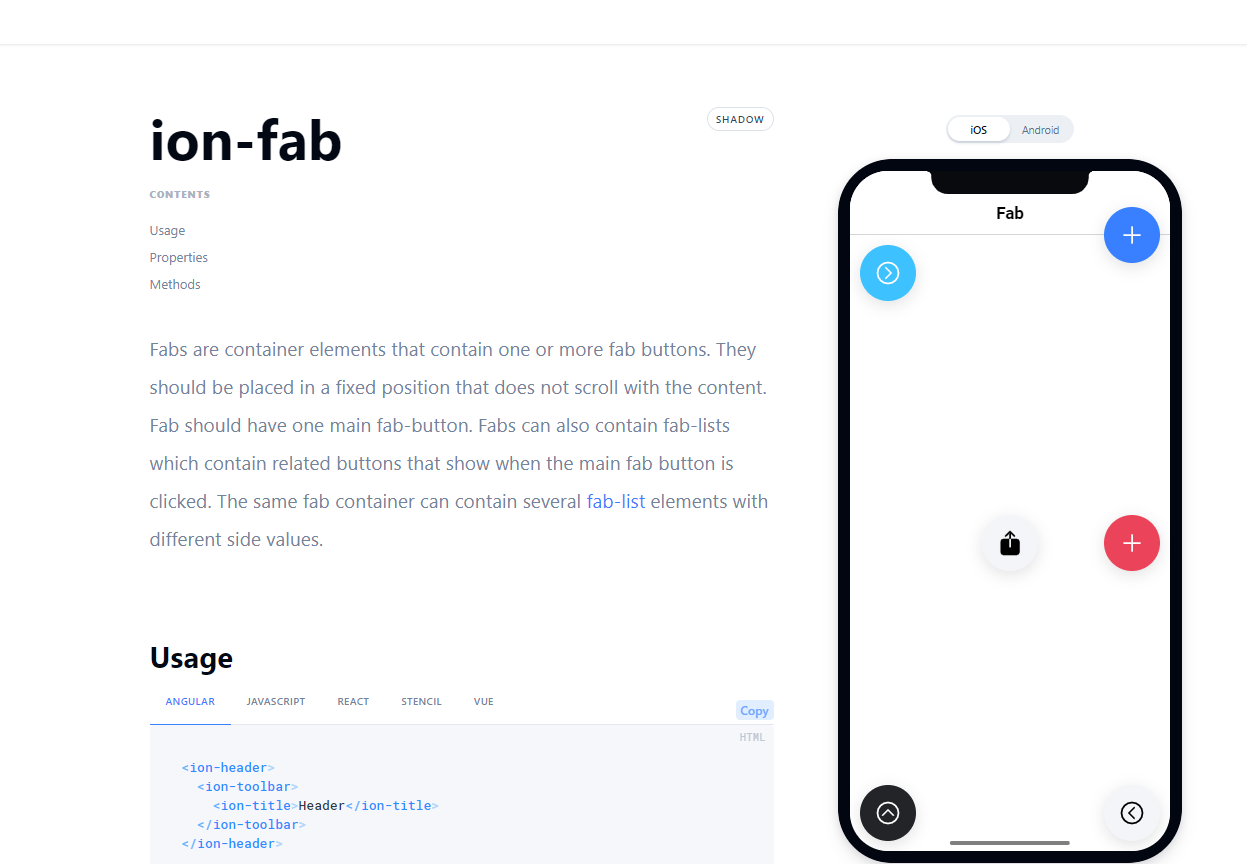 ion-fab
SHADOW
CONTENTS
Usage
Properties
Methods
Fabs are container elements that contain one or more fab buttons. They
should be placed in a fixed position that does not scroll with the content.
Fab should have one main fab-button. Fabs can also contain fab-lists
which contain related buttons that show when the main fab button is
clicked. The same fab container can contain several fab-list elements with
different side values.
Usage
ANGULAR JAVASCRIPT REACT STENCIL VUE
Copy
HTML
<ion-header>
  <ion-toolbar>
    <ion-title>Header</ion-title>
  </ion-toolbar>
</ion-header>
iOS Android
Fab